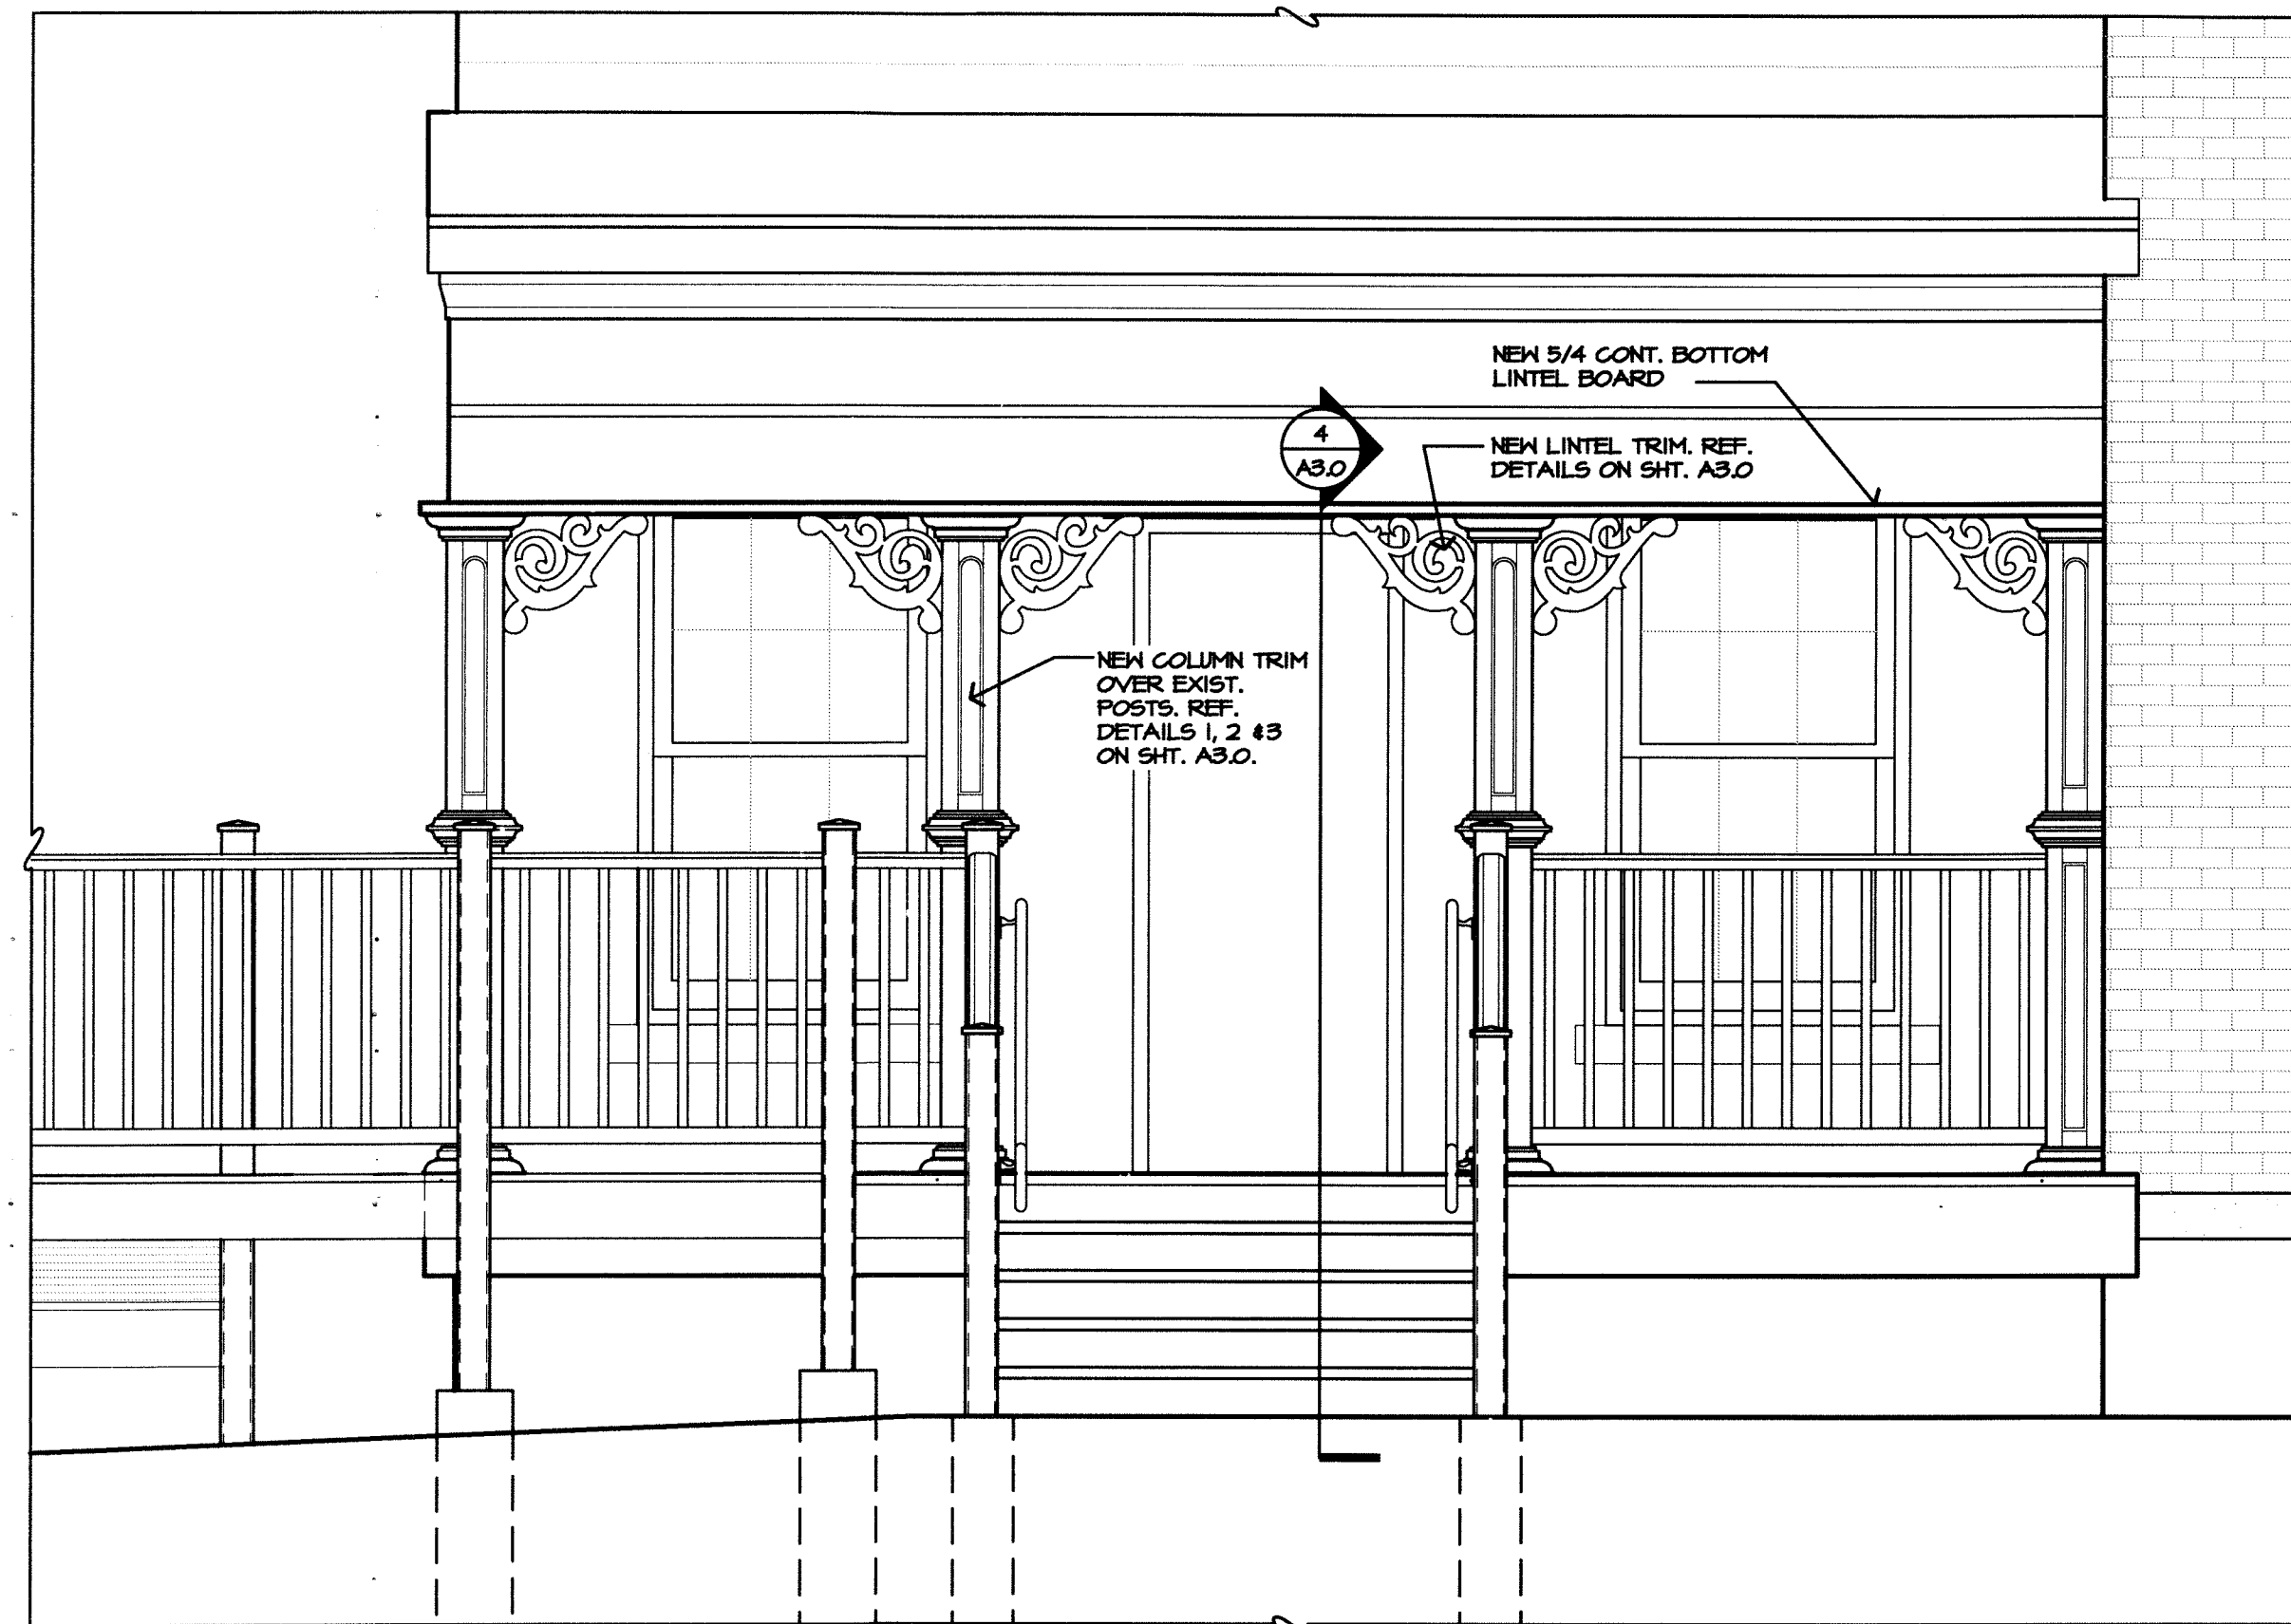 NEW 5/4 CONT. BOTTOM
LINTEL BOARD
4
A3.0
NEW LINTEL TRIM. REF.
DETAILS ON SHT. A3.0
NEW COLUMN TRIM
OVER EXIST.
POSTS. REF.
DETAILS 1, 2 &3
ON SHT. A3.0.